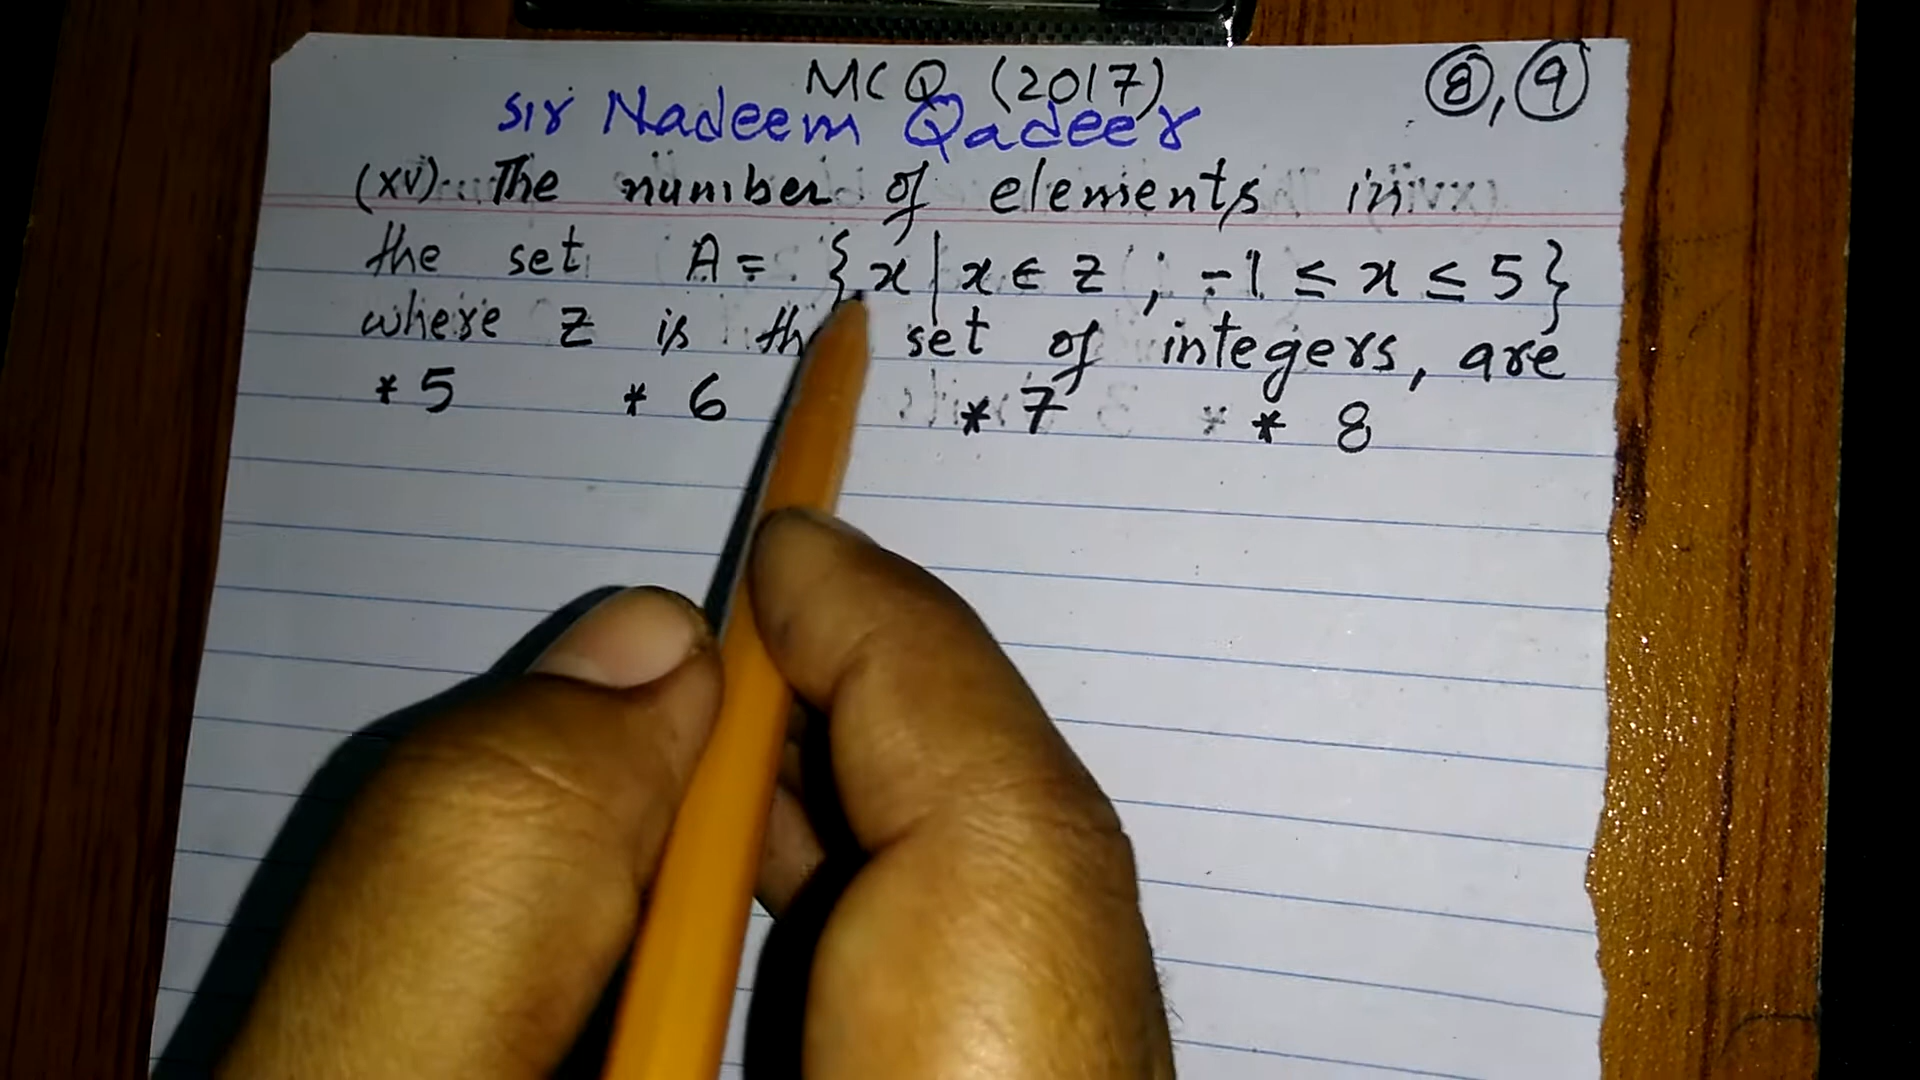 MCQ (2017)
8, 9
Sir Nadeem Qadeer
(xv) The number of elements in
the set A = {x | x ∈ z ; -1 ≤ x ≤ 5}
where z is the set of integers, are
* 5 * 6 * 7 * 8